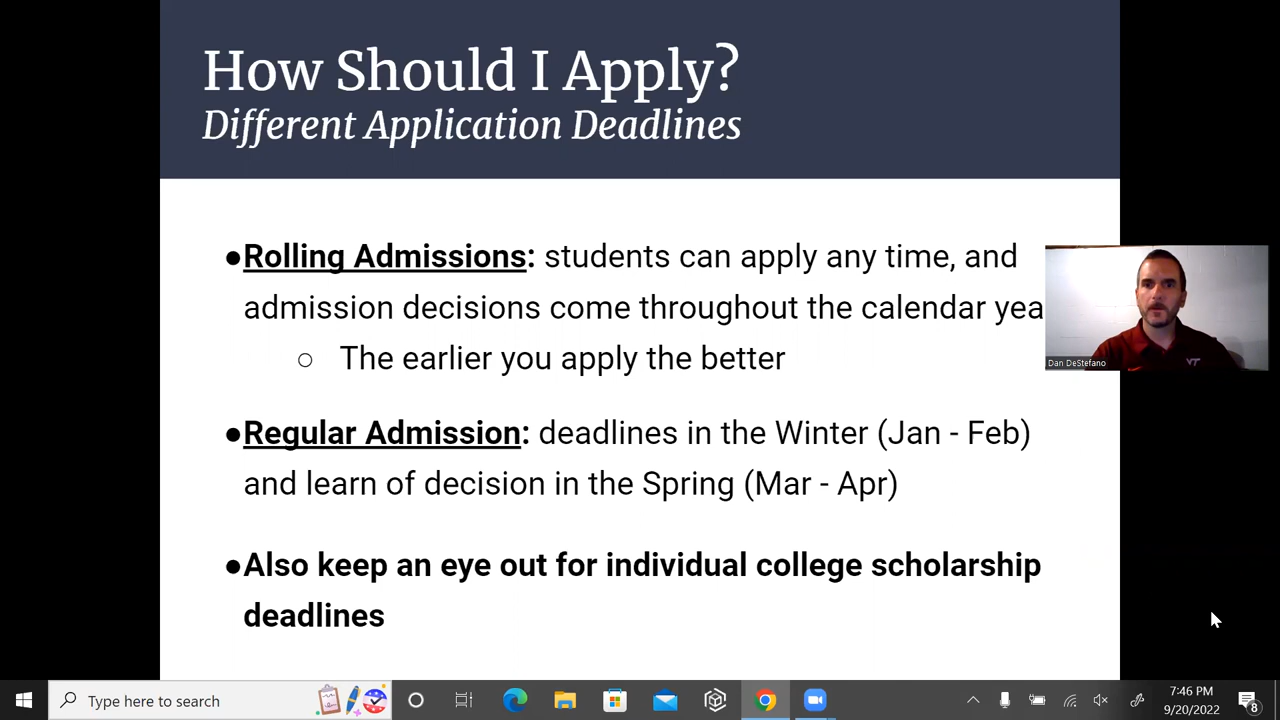 How Should I Apply?
Different Application Deadlines
●Rolling Admissions: students can apply any time, and
admission decisions come throughout the calendar yea
○ The earlier you apply the better
●Regular Admission: deadlines in the Winter (Jan - Feb)
and learn of decision in the Spring (Mar - Apr)
●Also keep an eye out for individual college scholarship
deadlines
Dan DeStefano
VT
Type here to search
7:46 PM
9/20/2022
8